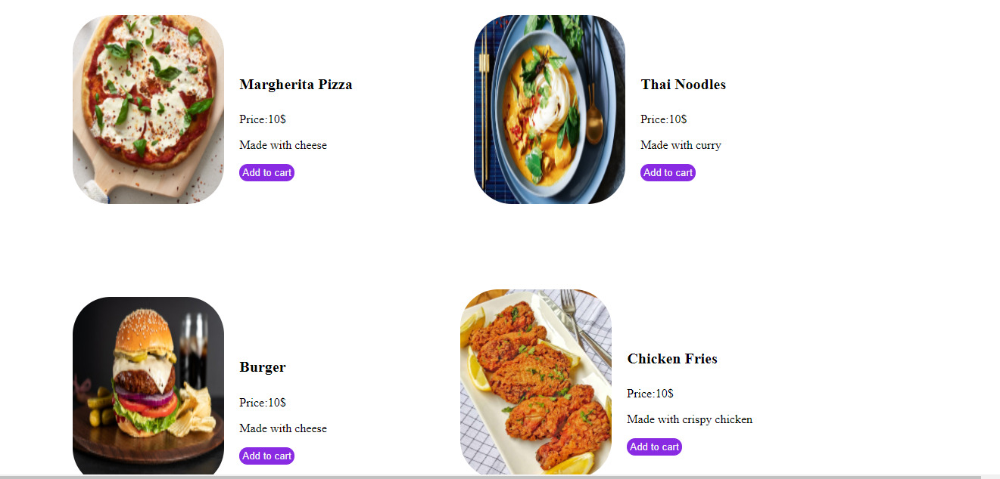 Margherita Pizza
Price:10$
Made with cheese
Add to cart
Thai Noodles
Price:10$
Made with curry
Add to cart
Burger
Price:10$
Made with cheese
Add to cart
Chicken Fries
Price:10$
Made with crispy chicken
Add to cart